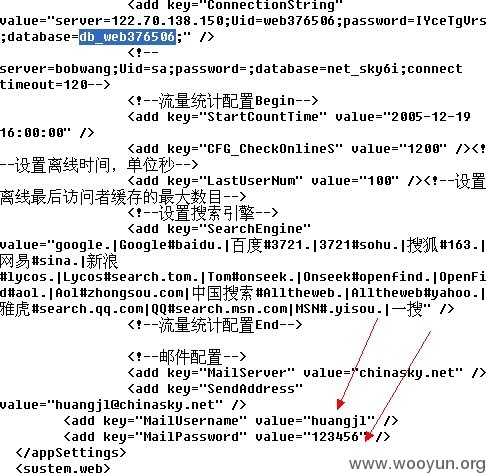 <add key="ConnectionString"
value="server=122.70.138.150;Uid=web376506;password=IYceTgVrs
;database=db_web376506;" />
<!--
server=bobwang;Uid=sa;password=;database=net_sky6i;connect
timeout=120-->
<!--流量统计配置Begin-->
<add key="StartCountTime" value="2005-12-19
16:00:00" />
<add key="CFG_CheckOnlineS" value="1200" /><!
--设置离线时间，单位秒-->
<add key="LastUserNum" value="100" /><!--设置
离线最后访问者缓存的最大数目-->
<!--设置搜索引擎-->
<add key="SearchEngine"
value="google.|Google#baidu.|百度#3721.|3721#sohu.|搜狐#163.|
网易#sina.|新浪
#lycos.|Lycos#search.tom.|Tom#onseek.|Onseek#openfind.|OpenFi
d#aol.|Aol#zhongsou.com|中国搜索#Alltheweb.|Alltheweb#yahoo.|
雅虎#search.qq.com|QQ#search.msn.com|MSN#.yisou.|一搜" />
<!--流量统计配置End-->
<!--邮件配置-->
<add key="MailServer" value="chinasky.net" />
<add key="SendAddress"
value="huangjl@chinasky.net" />
<add key="MailUsername" value="huangjl" />
<add key="MailPassword" value="123456" />
</appSettings>
<system.web>
www.wooyun.org